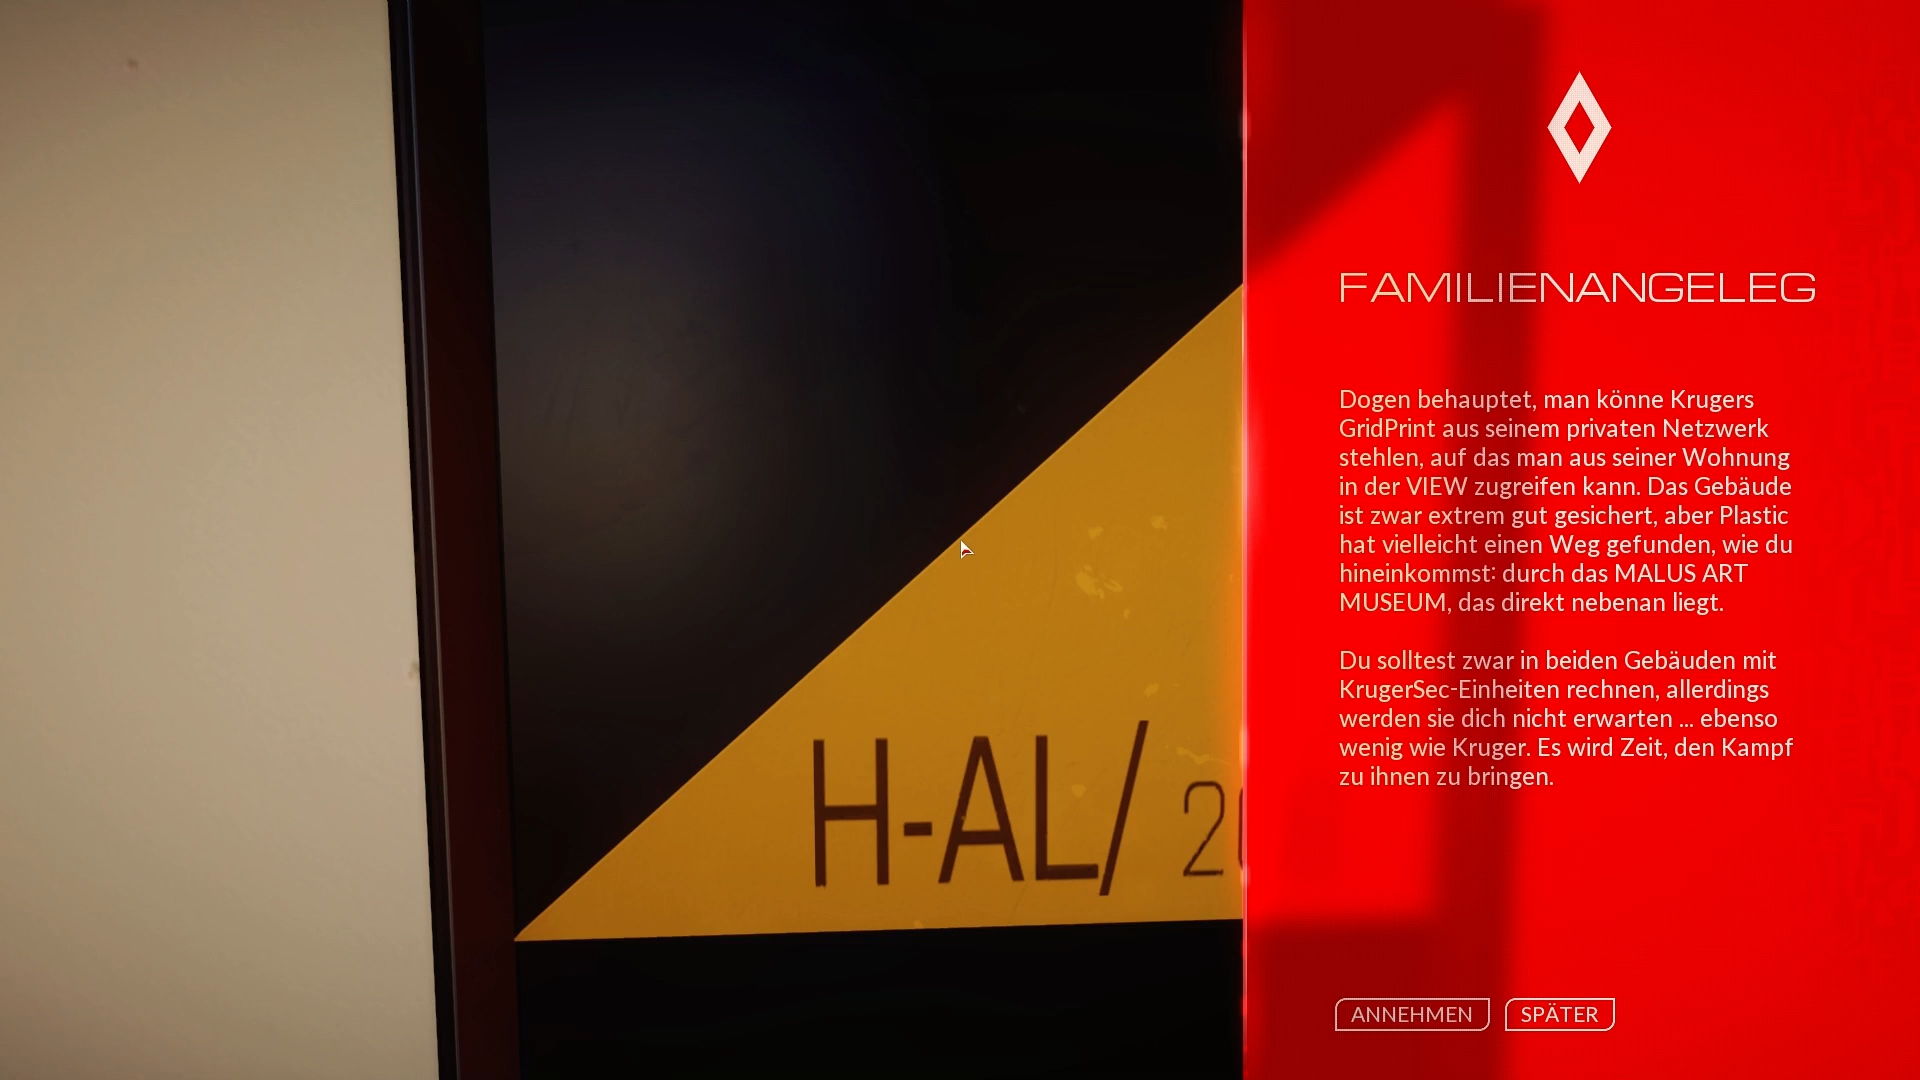 FAMILIENANGELEG
Dogen behauptet, man könne Krugers
GridPrint aus seinem privaten Netzwerk
stehlen, auf das man aus seiner Wohnung
in der VIEW zugreifen kann. Das Gebäude
ist zwar extrem gut gesichert, aber Plastic
hat vielleicht einen Weg gefunden, wie du
hineinkommst: durch das MALUS ART
MUSEUM, das direkt nebenan liegt.
Du solltest zwar in beiden Gebäuden mit
KrugerSec-Einheiten rechnen, allerdings
werden sie dich nicht erwarten ... ebenso
wenig wie Kruger. Es wird Zeit, den Kampf
zu ihnen zu bringen.
H-AL/
ANNEHMEN SPÄTER